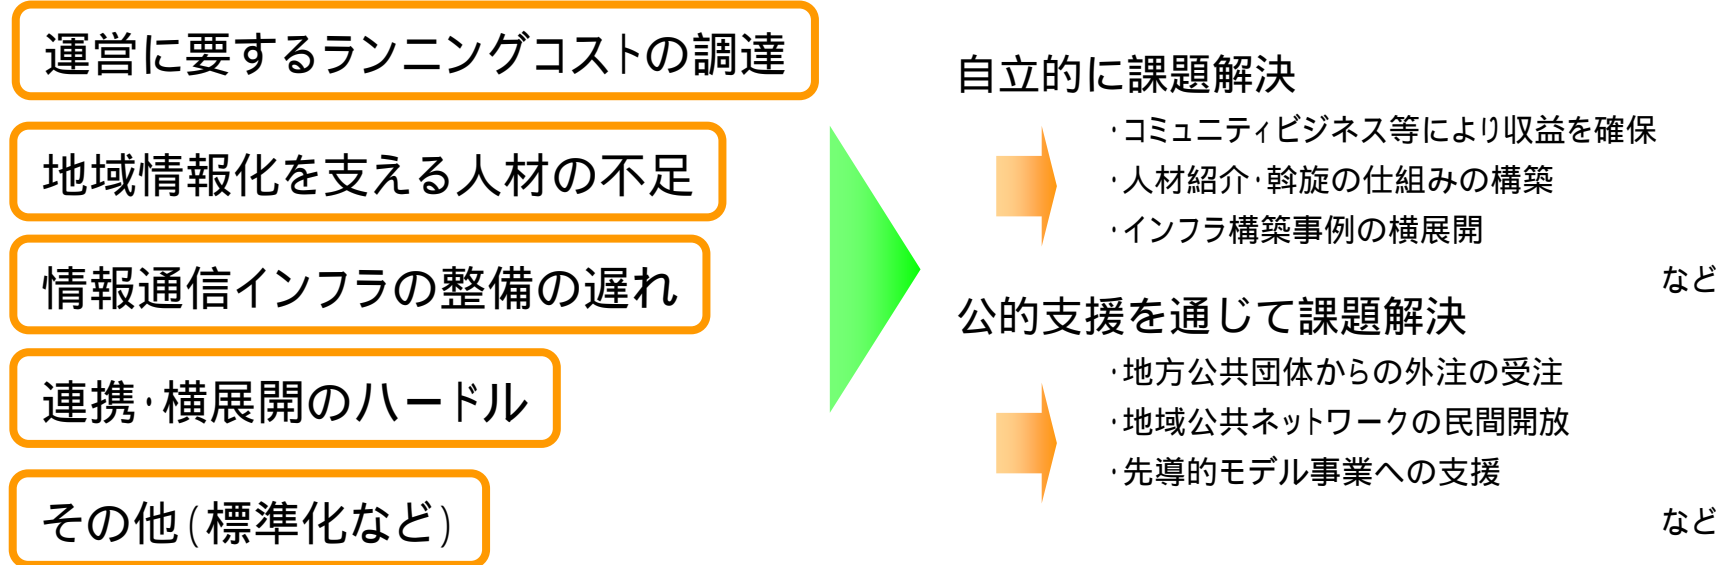 運営に要するランニングコストの調達
地域情報化を支える人材の不足
情報通信インフラの整備の遅れ
連携・横展開のハードル
その他(標準化など)
自立的に課題解決
・コミュニティビジネス等により収益を確保
・人材紹介・斡旋の仕組みの構築
・インフラ構築事例の横展開
など
公的支援を通じて課題解決
・地方公共団体からの外注の受注
・地域公共ネットワークの民間開放
・先導的モデル事業への支援
など